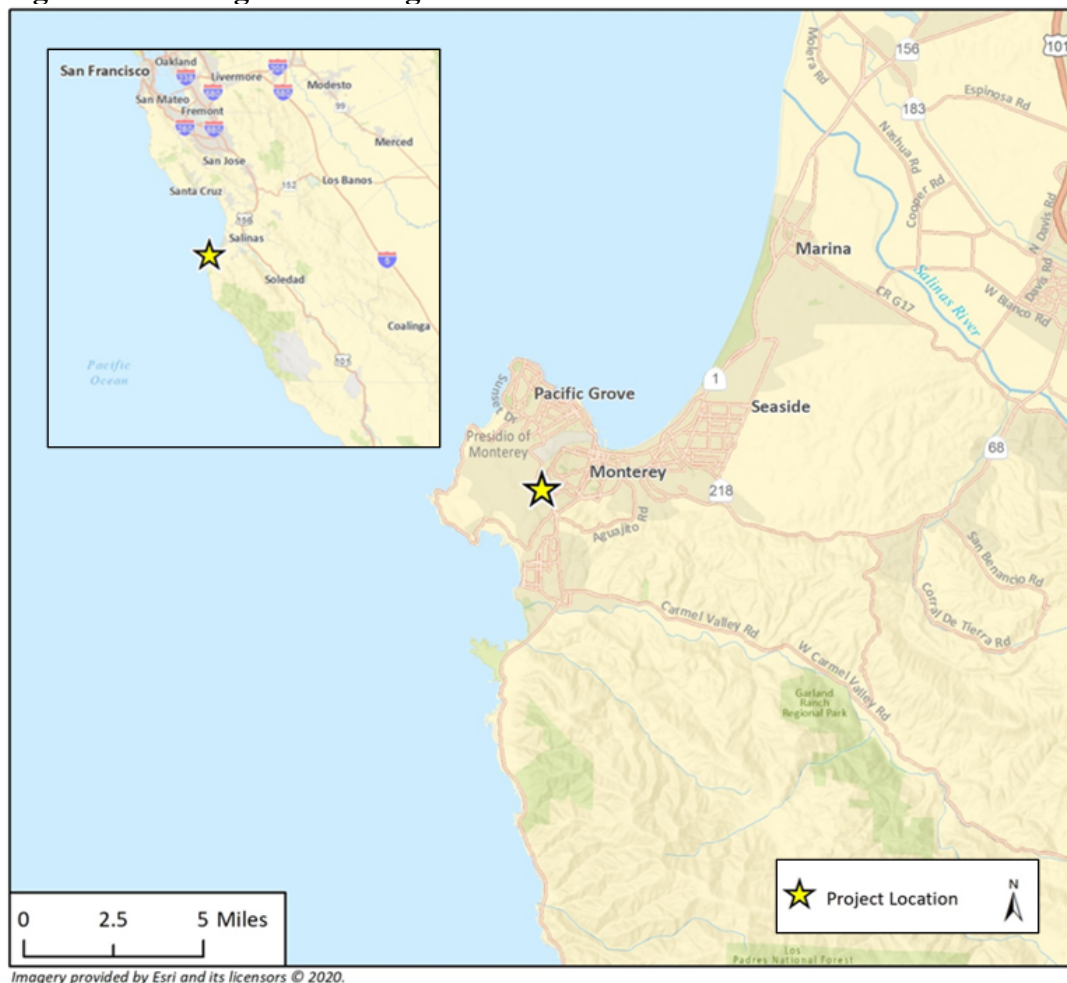 San Francisco
Oakland
Livermore
Modesto
San Mateo
Fremont
99
Merced
San Jose
Los Banos
152
Santa Cruz
156
Salinas
5
Soledad
Coalinga
101
Pacific
Ocean
Molera Rd
156
101
183
Espinosa Rd
Nashua Rd
Cooper Rd
N Davis Rd
Davis Rd
Marina
Salinas River
W Blanco Rd
CR G17
1
Pacific Grove
Sunset Dr
Seaside
Presidio of
Monterey
Monterey
68
218
Aguajito Rd
San Benancio Rd
Corral De Tierra Rd
Carmel Valley Rd
W Carmel Valley Rd
Garland
Ranch
Regional Park
N
Project Location
0 2.5 5 Miles
Los
Padres National Forest
Imagery provided by Esri and its licensors © 2020.